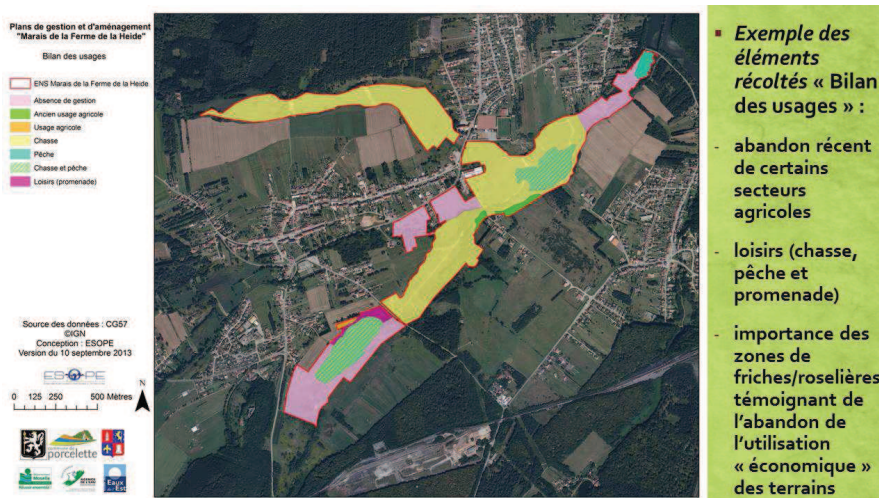 Plans de gestion et d'aménagement
"Marais de la Ferme de la Heide"
Bilan des usages
ENS Marais de la Ferme de la Heide
Absence de gestion
Ancien usage agricole
Usage agricole
Chasse
Pêche
Chasse et pêche
Loisirs (promenade)
Source des données : CG57
©IGN
Conception : ESOPE
Version du 10 septembre 2013
ESOPE
0 125 250 500 Mètres
N
porcelette
Moselle
Eaux
Est
Exemple des
éléments
récoltés « Bilan
des usages » :
- abandon récent
de certains
secteurs
agricoles
- loisirs (chasse,
pêche et
promenade)
- importance des
zones de
friches/roselières
témoignant de
l'abandon de
l'utilisation
« économique »
des terrains